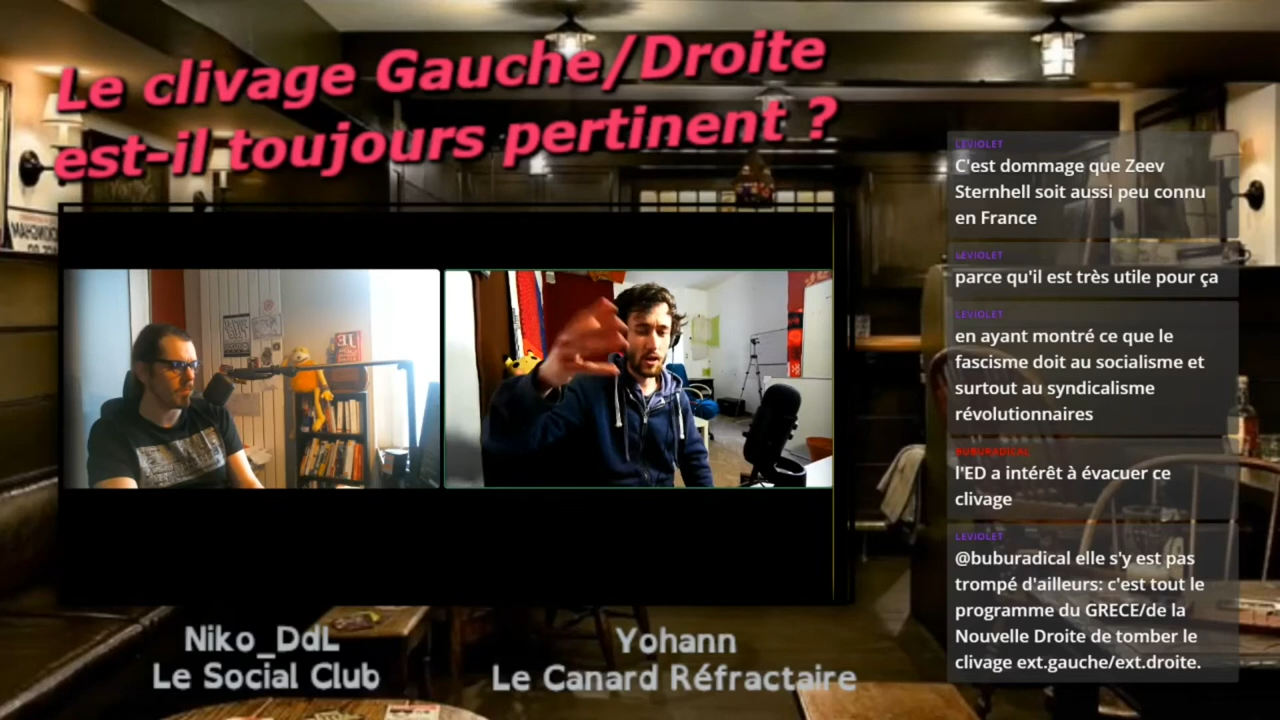 Le clivage Gauche/Droite
est-il toujours pertinent ?
LEVIOLET
C'est dommage que Zeev
Sternhell soit aussi peu connu
en France
LEVIOLET
parce qu'il est très utile pour ça
LEVIOLET
en ayant montré ce que le
fascisme doit au socialisme et
surtout au syndicalisme
révolutionnaires
BUBURADICAL
l'ED a intérêt à évacuer ce
clivage
LEVIOLET
@buburadical elle s'y est pas
trompé d'ailleurs: c'est tout le
programme du GRECE/de la
Nouvelle Droite de tomber le
clivage ext.gauche/ext.droite.
Niko_DdL
Le Social Club
Yohann
Le Canard Réfractaire